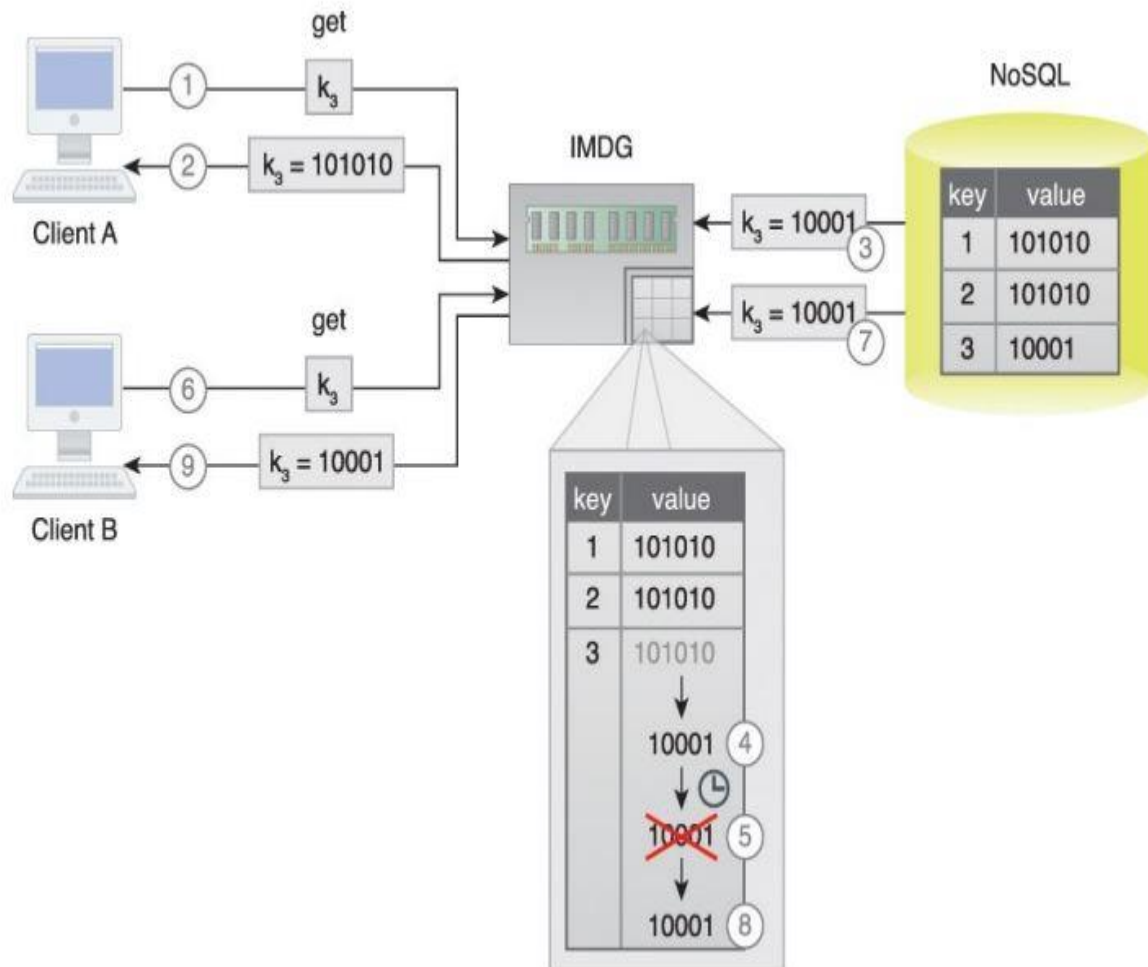 get
1
k3
2
k3 = 101010
Client A
IMDG
NoSQL
k3 = 10001
3
k3 = 10001
7
key value
1 101010
2 101010
3 10001
get
6
k3
9
k3 = 10001
Client B
key value
1 101010
2 101010
3 101010
10001 4
10001 5
10001 8